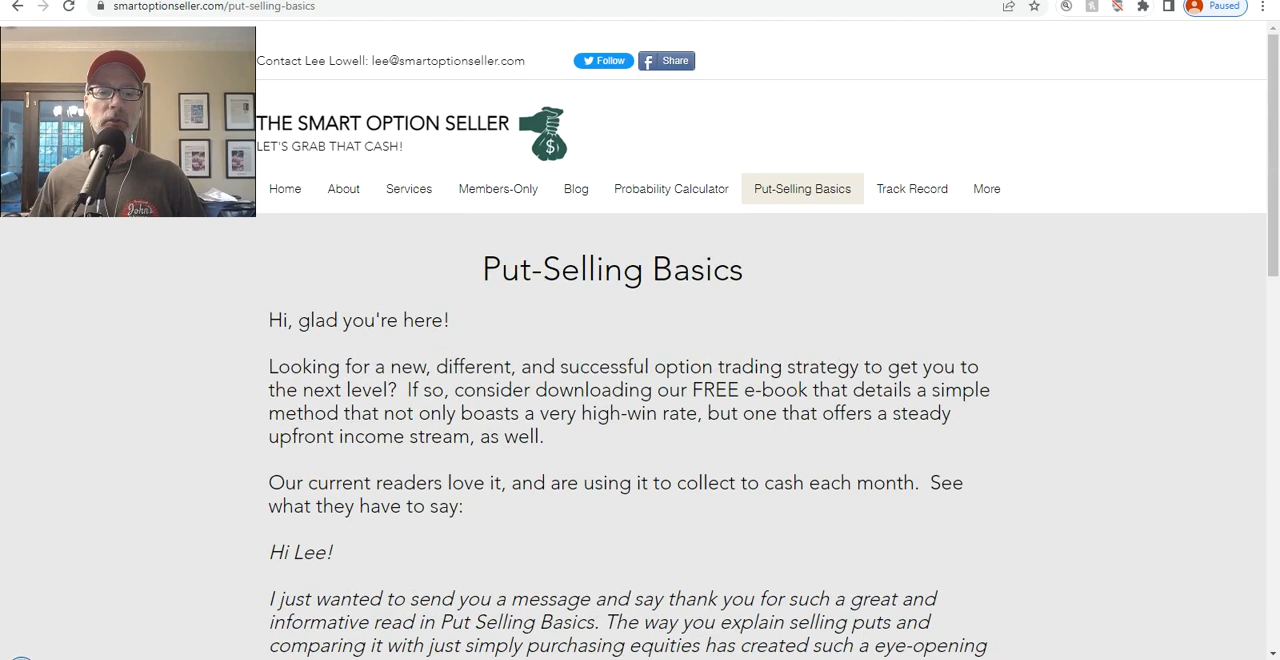 smartoptionseller.com/put-selling-basics
Paused
Contact Lee Lowell: lee@smartoptionseller.com
Follow
f Share
THE SMART OPTION SELLER
$
LET'S GRAB THAT CASH!
Home About Services Members-Only Blog Probability Calculator Put-Selling Basics Track Record More
John's
Put-Selling Basics
Hi, glad you're here!
Looking for a new, different, and successful option trading strategy to get you to
the next level? If so, consider downloading our FREE e-book that details a simple
method that not only boasts a very high-win rate, but one that offers a steady
upfront income stream, as well.
Our current readers love it, and are using it to collect to cash each month. See
what they have to say:
Hi Lee!
I just wanted to send you a message and say thank you for such a great and
informative read in Put Selling Basics. The way you explain selling puts and
comparing it with just simply purchasing equities has created such a eye-opening